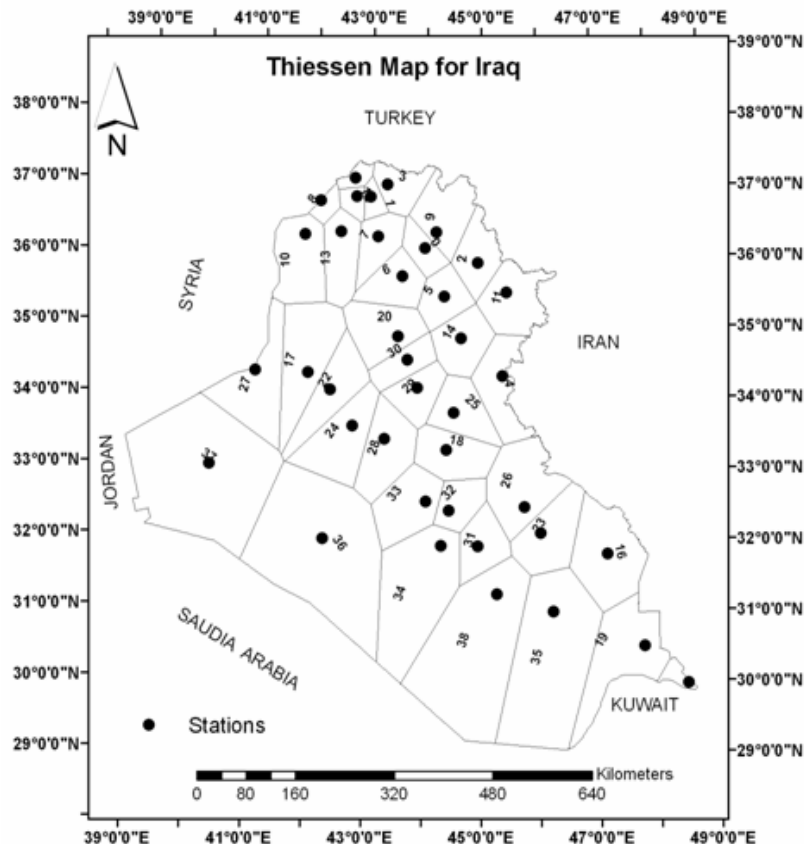 39°0'0"E 41°0'0"E 43°0'0"E 45°0'0"E 47°0'0"E 49°0'0"E
39°0'0"N
Thiessen Map for Iraq
38°0'0"N
38°0'0"N
TURKEY
N
37°0'0"N
37°0'0"N
3
8
1
9
36°0'0"N
36°0'0"N
7
10
13
2
6
5
11
SYRIA
35°0'0"N
35°0'0"N
20
14
IRAN
30
17
22
34°0'0"N
34°0'0"N
27
29
4
25
24
28
18
33°0'0"N
33°0'0"N
JORDAN
37
26
33
32
32°0'0"N
32°0'0"N
36
23
31
16
34
31°0'0"N
31°0'0"N
38
35
19
SAUDIA ARABIA
30°0'0"N
30°0'0"N
KUWAIT
Stations
29°0'0"N
29°0'0"N
Kilometers
0 80 160 320 480 640
39°0'0"E 41°0'0"E 43°0'0"E 45°0'0"E 47°0'0"E 49°0'0"E